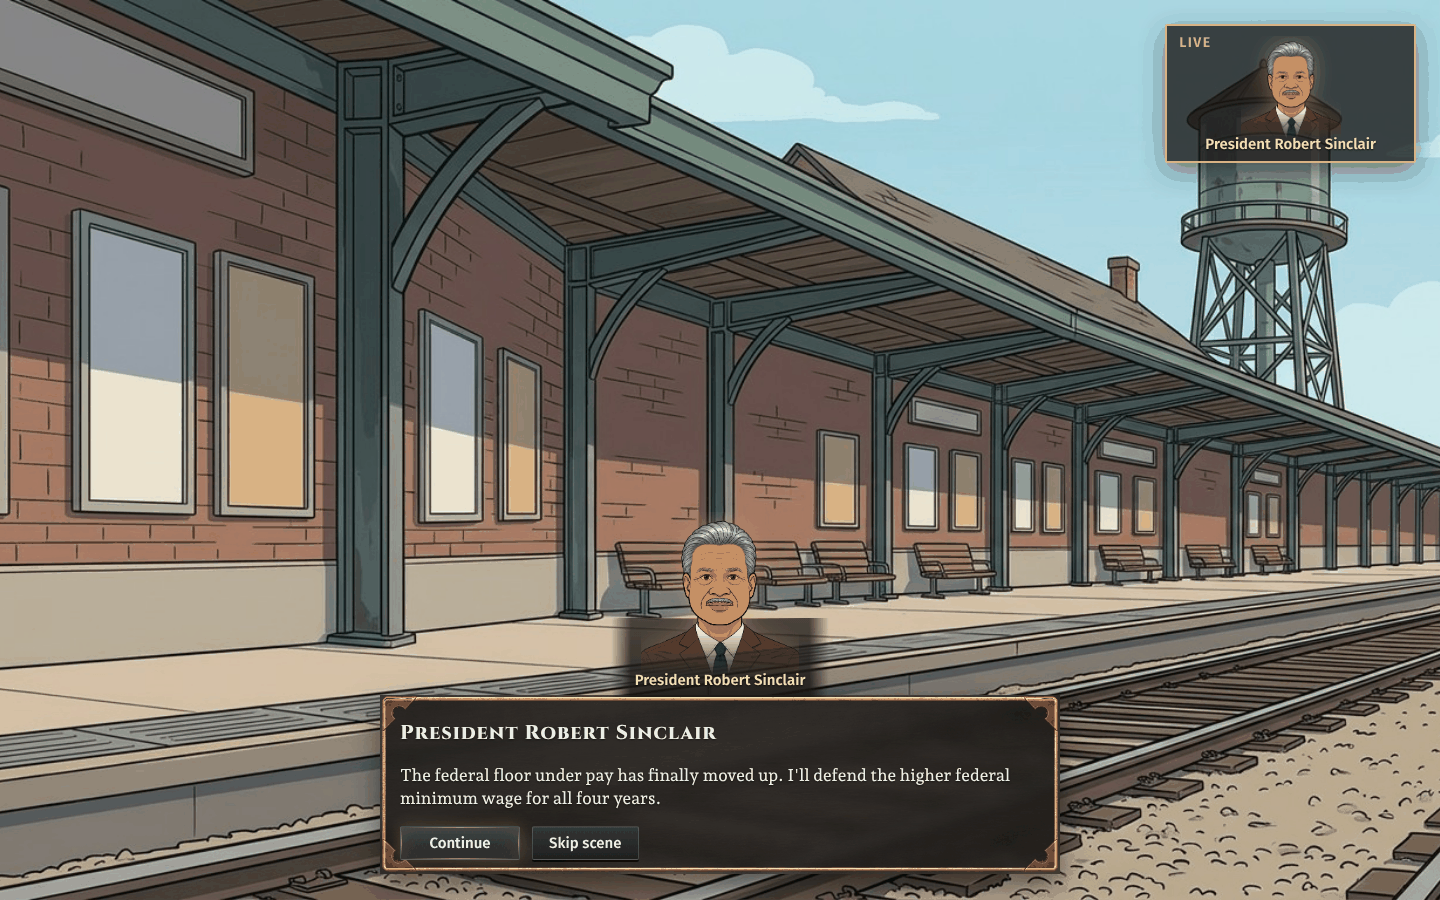 LIVE
President Robert Sinclair
President Robert Sinclair
President Robert Sinclair
The federal floor under pay has finally moved up. I'll defend the higher federal
minimum wage for all four years.
Continue
Skip scene